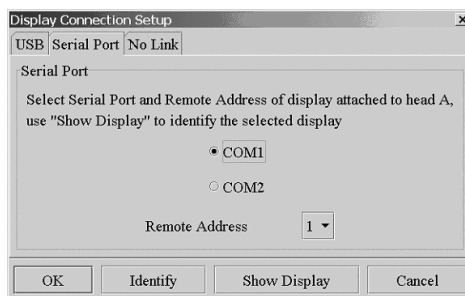 Display Connection Setup
USB Serial Port No Link
Serial Port
Select Serial Port and Remote Address of display attached to head A,
use "Show Display" to identify the selected display
COM1
COM2
Remote Address 1
OK Identify Show Display Cancel